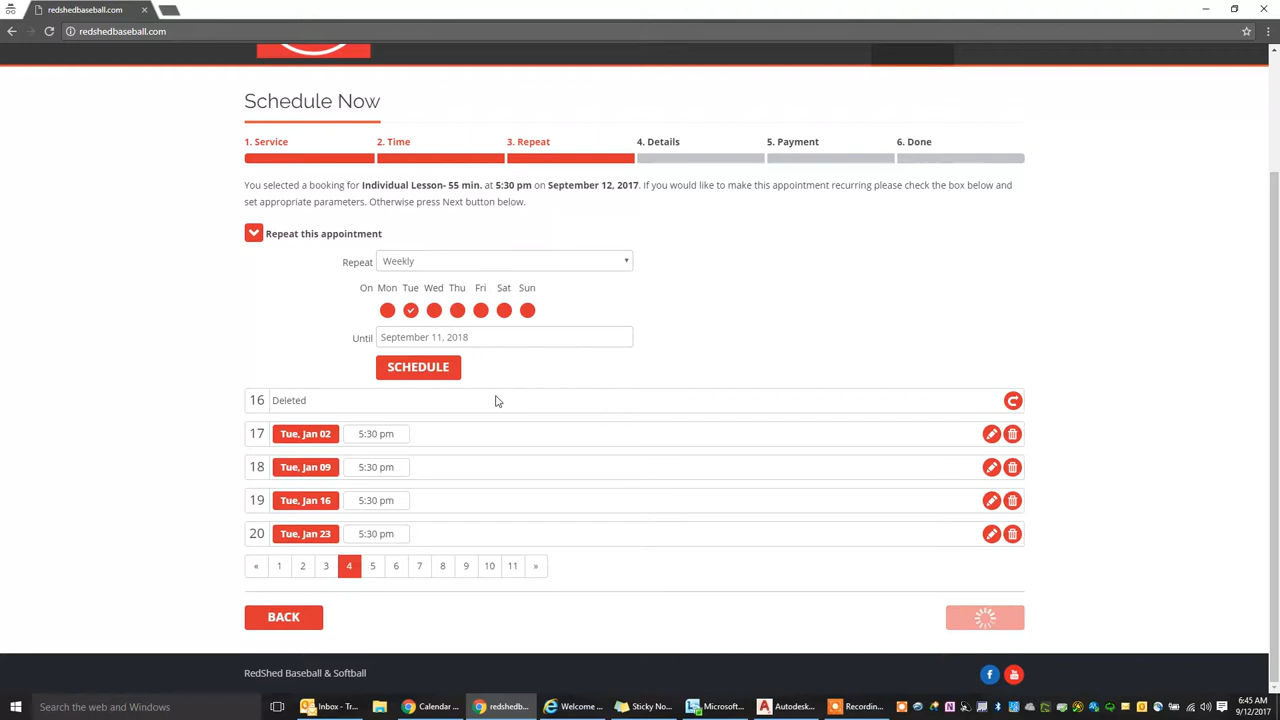 redshedbaseball.com
redshedbaseball.com
Schedule Now
1. Service 2. Time 3. Repeat 4. Details 5. Payment 6. Done
You selected a booking for Individual Lesson- 55 min. at 5:30 pm on September 12, 2017. If you would like to make this appointment recurring please check the box below and
set appropriate parameters. Otherwise press Next button below.
Repeat this appointment
Repeat Weekly
On Mon Tue Wed Thu Fri Sat Sun
Until September 11, 2018
SCHEDULE
16 Deleted
17 Tue, Jan 02 5:30 pm
18 Tue, Jan 09 5:30 pm
19 Tue, Jan 16 5:30 pm
20 Tue, Jan 23 5:30 pm
« 1 2 3 4 5 6 7 8 9 10 11 »
BACK
RedShed Baseball & Softball
Search the web and Windows Inbox - Tr... Calendar ... redshedb... Welcome ... Sticky No... Microsoft... Autodesk... Recordin... 6:45 AM
9/12/2017